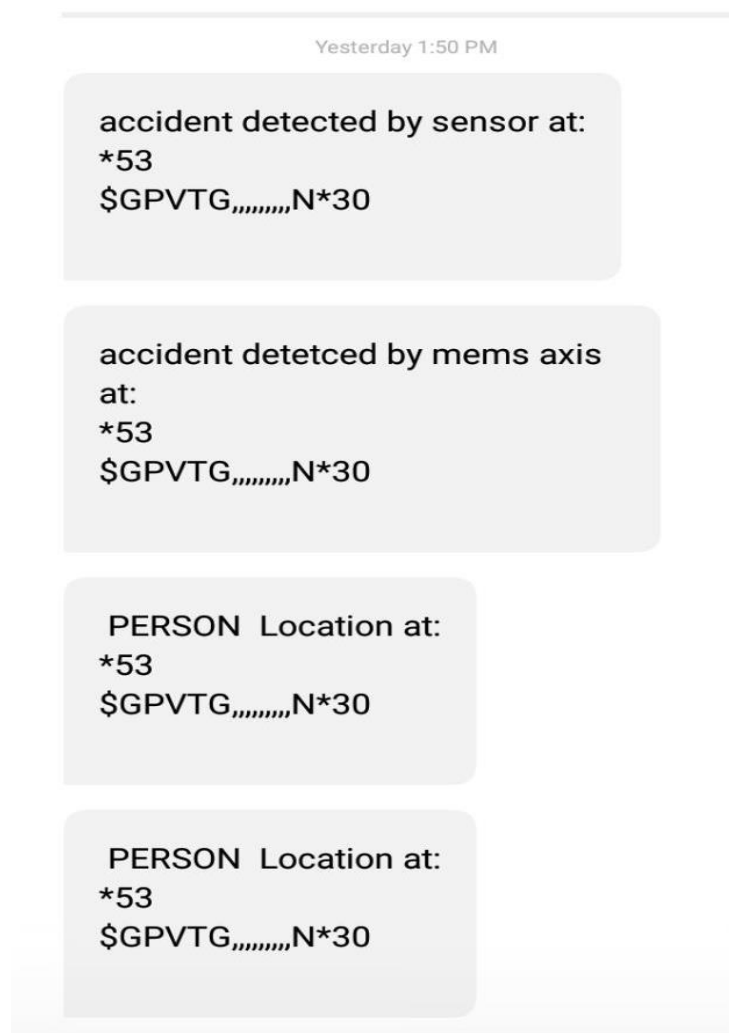 Yesterday 1:50 PM
accident detected by sensor at:
*53
$GPVTG,,,,,,,,,N*30
accident detetced by mems axis
at:
*53
$GPVTG,,,,,,,,,N*30
PERSON  Location at:
*53
$GPVTG,,,,,,,,,N*30
PERSON  Location at:
*53
$GPVTG,,,,,,,,,N*30